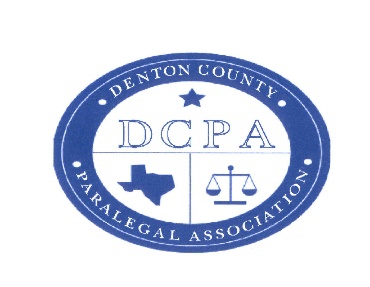 DENTON COUNTY
DCPA
PARALEGAL ASSOCIATION